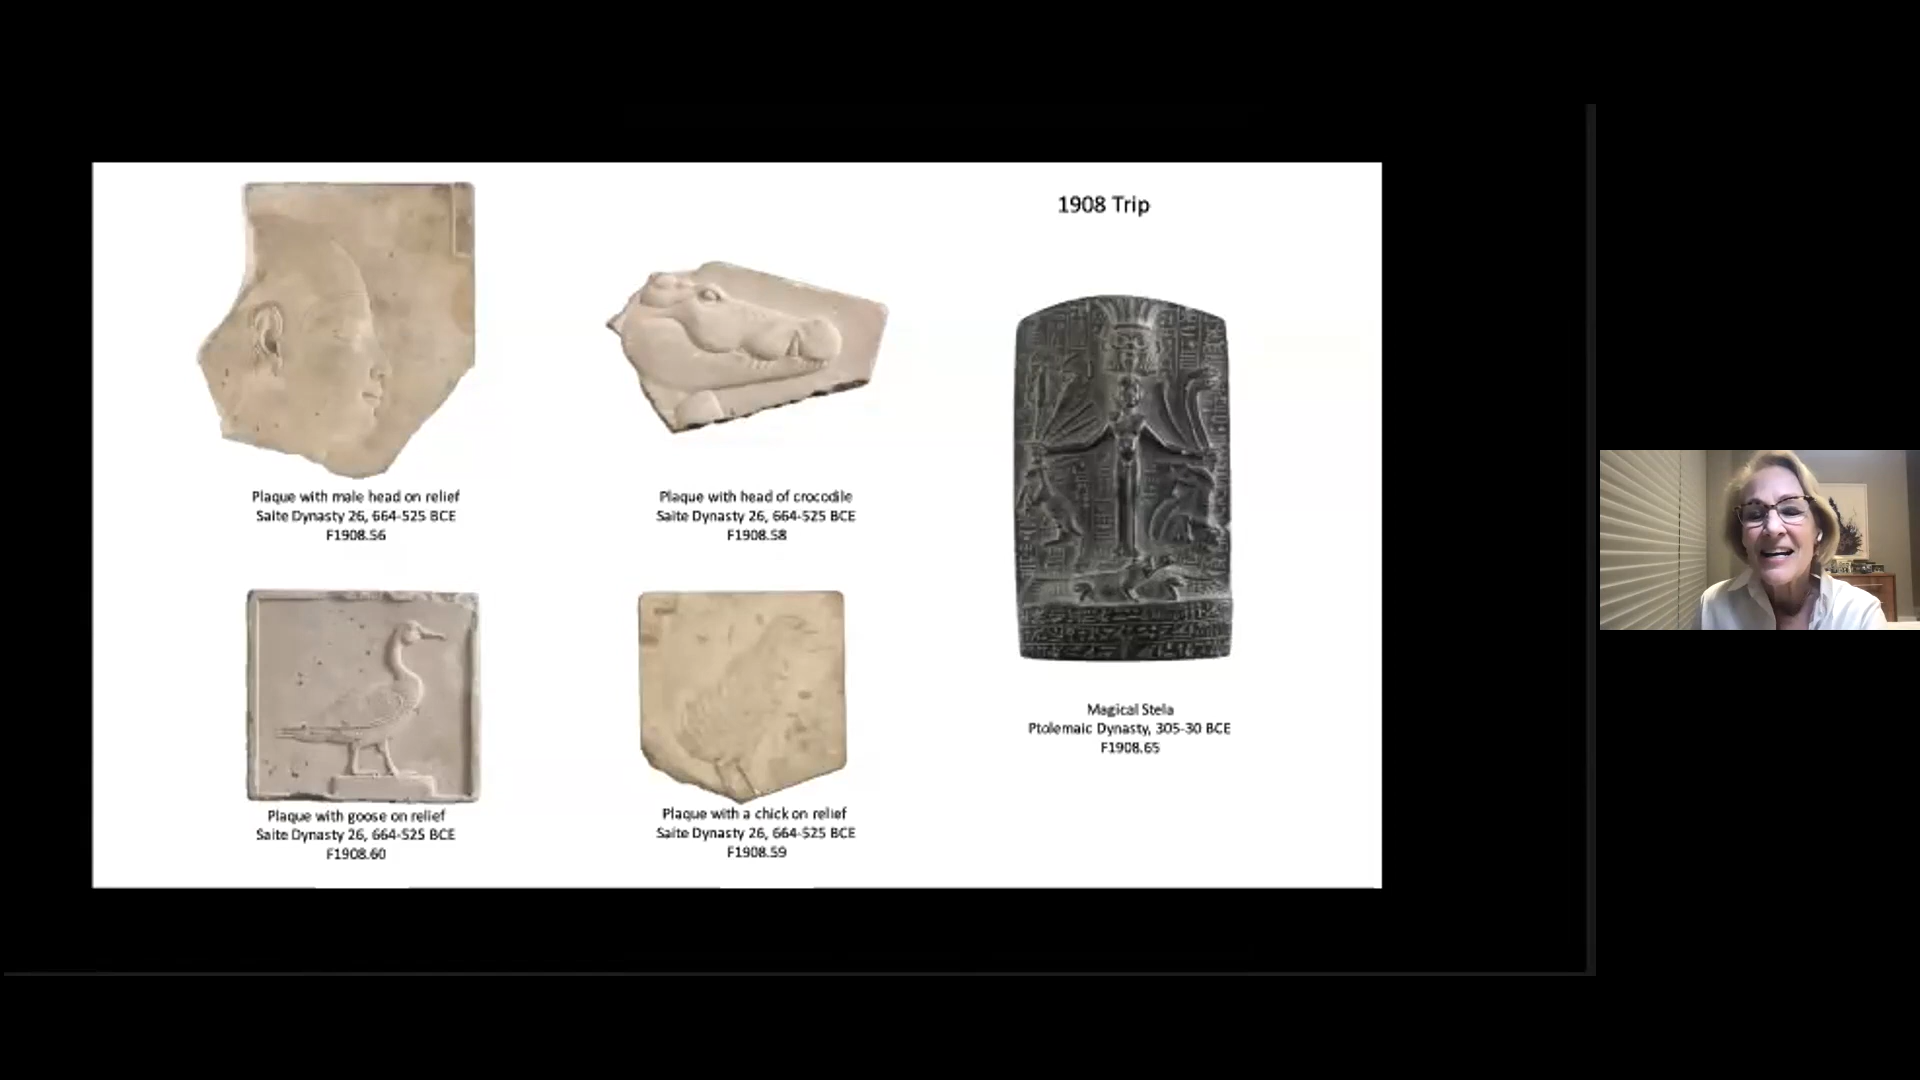 1908 Trip
Plaque with male head on relief
Saite Dynasty 26, 664-525 BCE
F1908.56
Plaque with head of crocodile
Saite Dynasty 26, 664-525 BCE
F1908.58
Magical Stela
Ptolemaic Dynasty, 305-30 BCE
F1908.65
Plaque with goose on relief
Saite Dynasty 26, 664-525 BCE
F1908.60
Plaque with a chick on relief
Saite Dynasty 26, 664-525 BCE
F1908.59